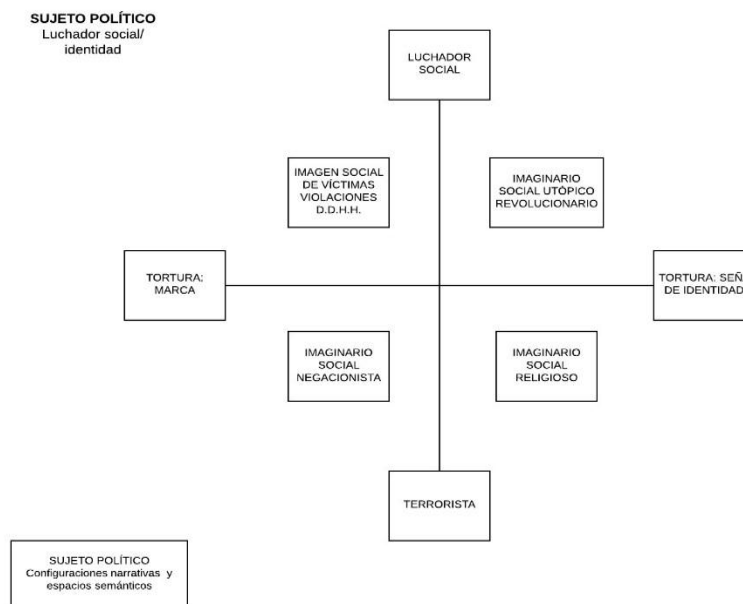 SUJETO POLÍTICO
Luchador social/
identidad
LUCHADOR
SOCIAL
IMAGEN SOCIAL
DE VÍCTIMAS
VIOLACIONES
D.D.H.H.
IMAGINARIO
SOCIAL UTÓPICO
REVOLUCIONARIO
TORTURA:
MARCA
TORTURA: SEÑ
DE IDENTIDAD
IMAGINARIO
SOCIAL
NEGACIONISTA
IMAGINARIO
SOCIAL
RELIGIOSO
TERRORISTA
SUJETO POLÍTICO
Configuraciones narrativas y
espacios semánticos